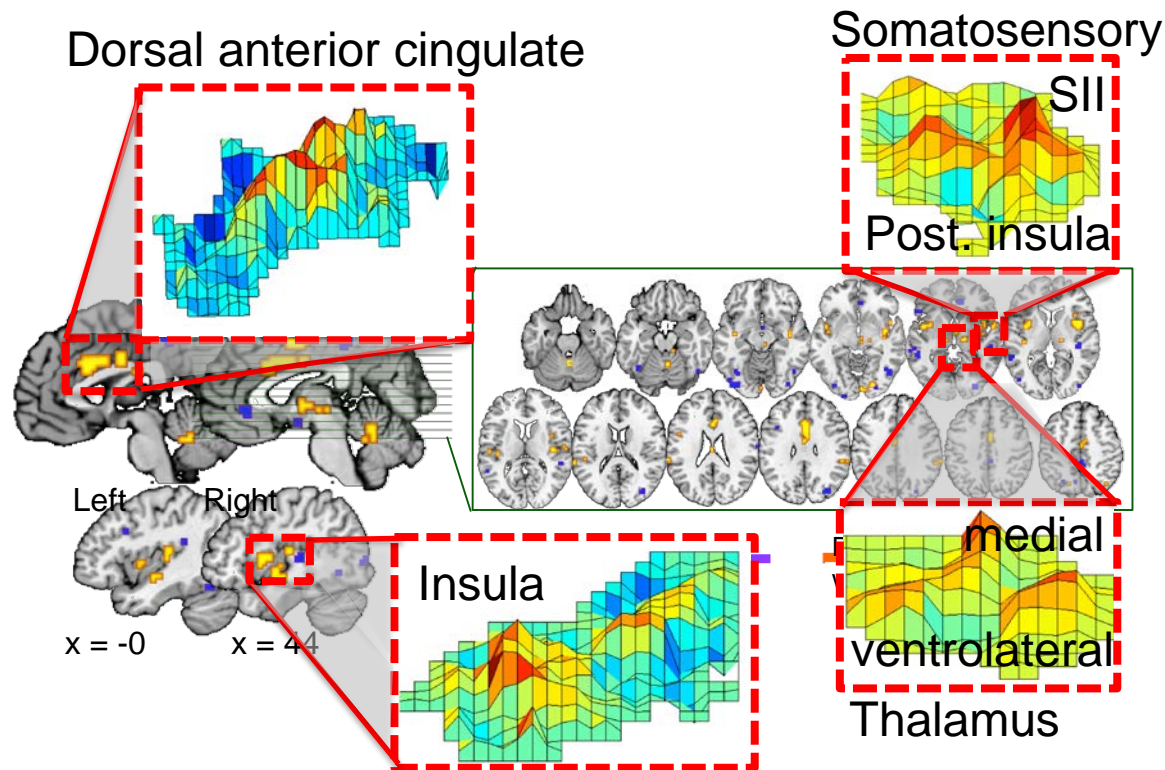 Dorsal anterior cingulate
Somatosensory
SII
Post. insula
Left
Right
x = -0
x = 44
Insula
medial
ventrolateral
Thalamus